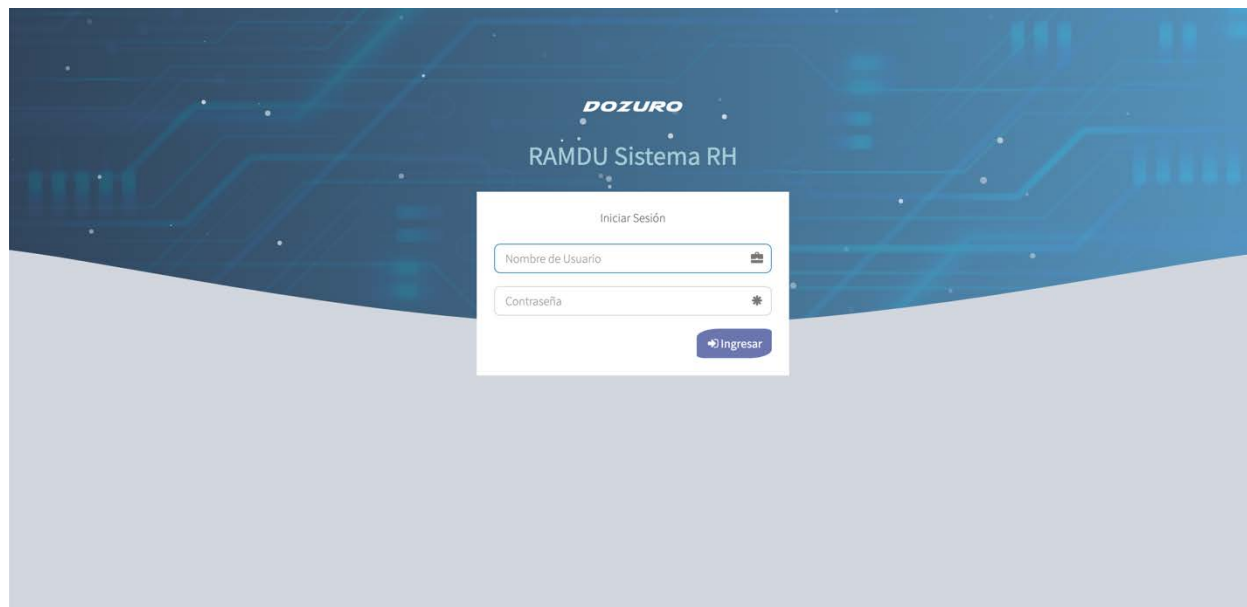 DOZURO
RAMDU Sistema RH
Iniciar Sesión
Nombre de Usuario
Contraseña
Ingresar